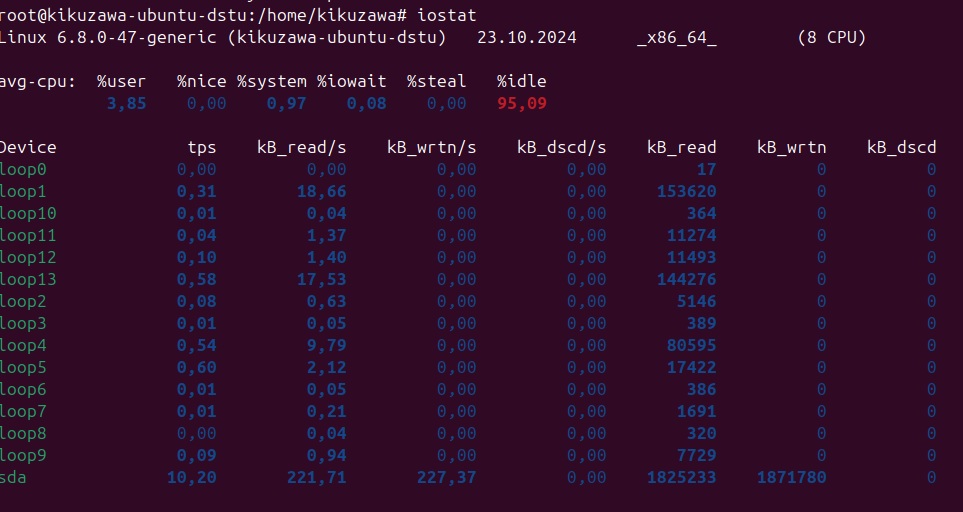 root@kikuzawa-ubuntu-dstu:/home/kikuzawa# iostat
Linux 6.8.0-47-generic (kikuzawa-ubuntu-dstu) 23.10.2024 _x86_64_ (8 CPU)
avg-cpu: %user %nice %system %iowait %steal %idle
3,85 0,00 0,97 0,08 0,00 95,09
Device tps kB_read/s kB_wrtn/s kB_dscd/s kB_read kB_wrtn kB_dscd
loop0 0,00 0,00 0,00 0,00 17 0 0
loop1 0,31 18,66 0,00 0,00 153620 0 0
loop10 0,01 0,04 0,00 0,00 364 0 0
loop11 0,04 1,37 0,00 0,00 11274 0 0
loop12 0,10 1,40 0,00 0,00 11493 0 0
loop13 0,58 17,53 0,00 0,00 144276 0 0
loop2 0,08 0,63 0,00 0,00 5146 0 0
loop3 0,01 0,05 0,00 0,00 389 0 0
loop4 0,54 9,79 0,00 0,00 80595 0 0
loop5 0,60 2,12 0,00 0,00 17422 0 0
loop6 0,01 0,05 0,00 0,00 386 0 0
loop7 0,01 0,21 0,00 0,00 1691 0 0
loop8 0,00 0,04 0,00 0,00 320 0 0
loop9 0,09 0,94 0,00 0,00 7729 0 0
sda 10,20 221,71 227,37 0,00 1825233 1871780 0